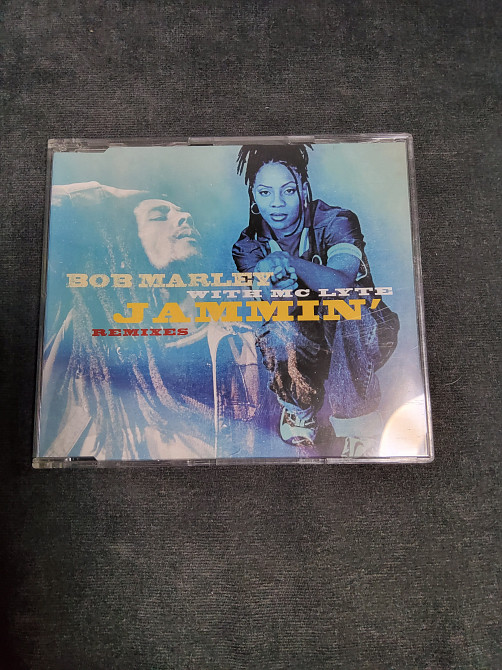 BOB MARLEY
WITH MC LYTE
JAMMIN'
REMIXES